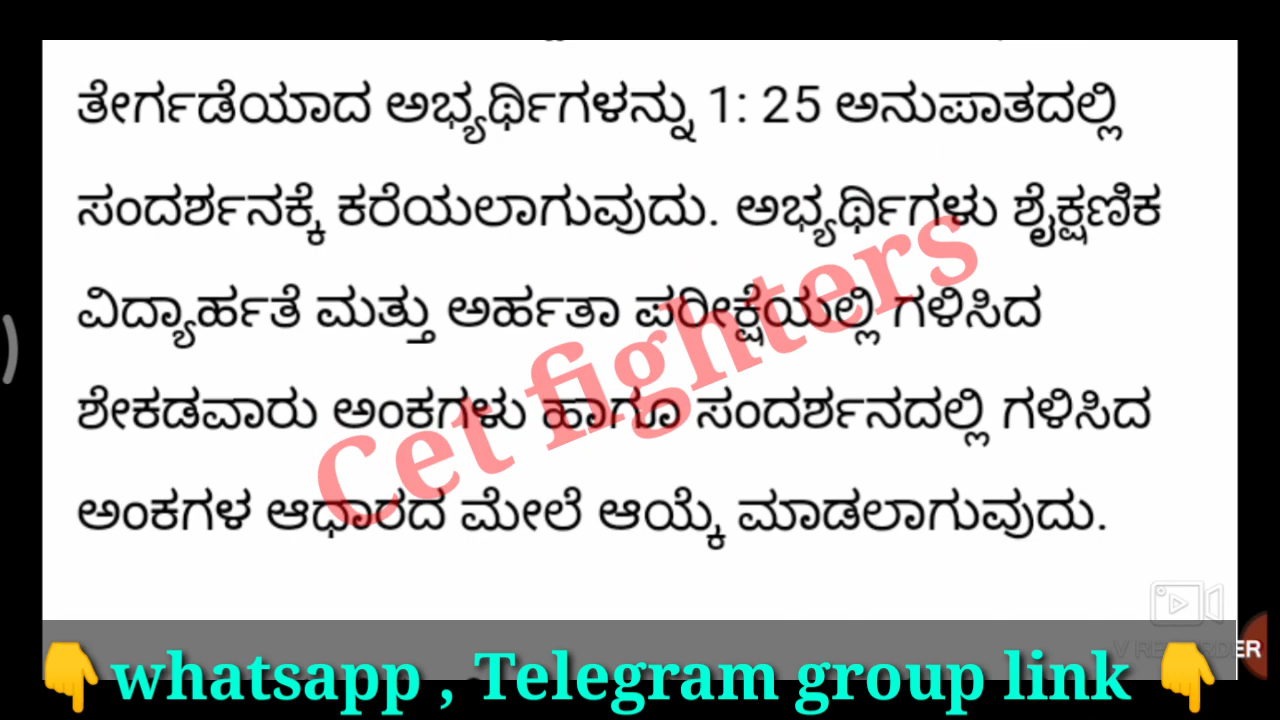 ತೇರ್ಗಡೆಯಾದ ಅಭ್ಯರ್ಥಿಗಳನ್ನು 1: 25 ಅನುಪಾತದಲ್ಲಿ
ಸಂದರ್ಶನಕ್ಕೆ ಕರೆಯಲಾಗುವುದು. ಅಭ್ಯರ್ಥಿಗಳು ಶೈಕ್ಷಣಿಕ
ವಿದ್ಯಾರ್ಹತೆ ಮತ್ತು ಅರ್ಹತಾ ಪರೀಕ್ಷೆಯಲ್ಲಿ ಗಳಿಸಿದ
ಶೇಕಡವಾರು ಅಂಕಗಳು ಹಾಗೂ ಸಂದರ್ಶನದಲ್ಲಿ ಗಳಿಸಿದ
ಅಂಕಗಳ ಆಧಾರದ ಮೇಲೆ ಆಯ್ಕೆ ಮಾಡಲಾಗುವುದು.
Cet fighters
V RECORDER
👇whatsapp , Telegram group link 👇